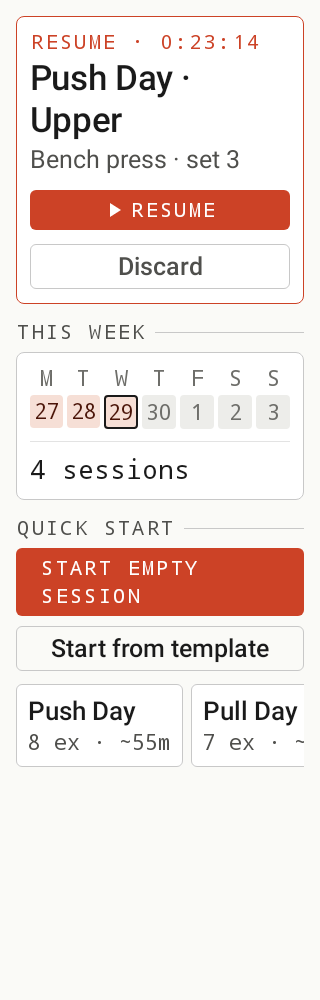 RESUME · 0:23:14
Push Day ·
Upper
Bench press · set 3
RESUME
Discard
THIS WEEK
M T W T F S S
27 28 29 30 1 2 3
4 sessions
QUICK START
START EMPTY
SESSION
Start from template
Push Day Pull Day
8 ex · ~55m 7 ex · ~